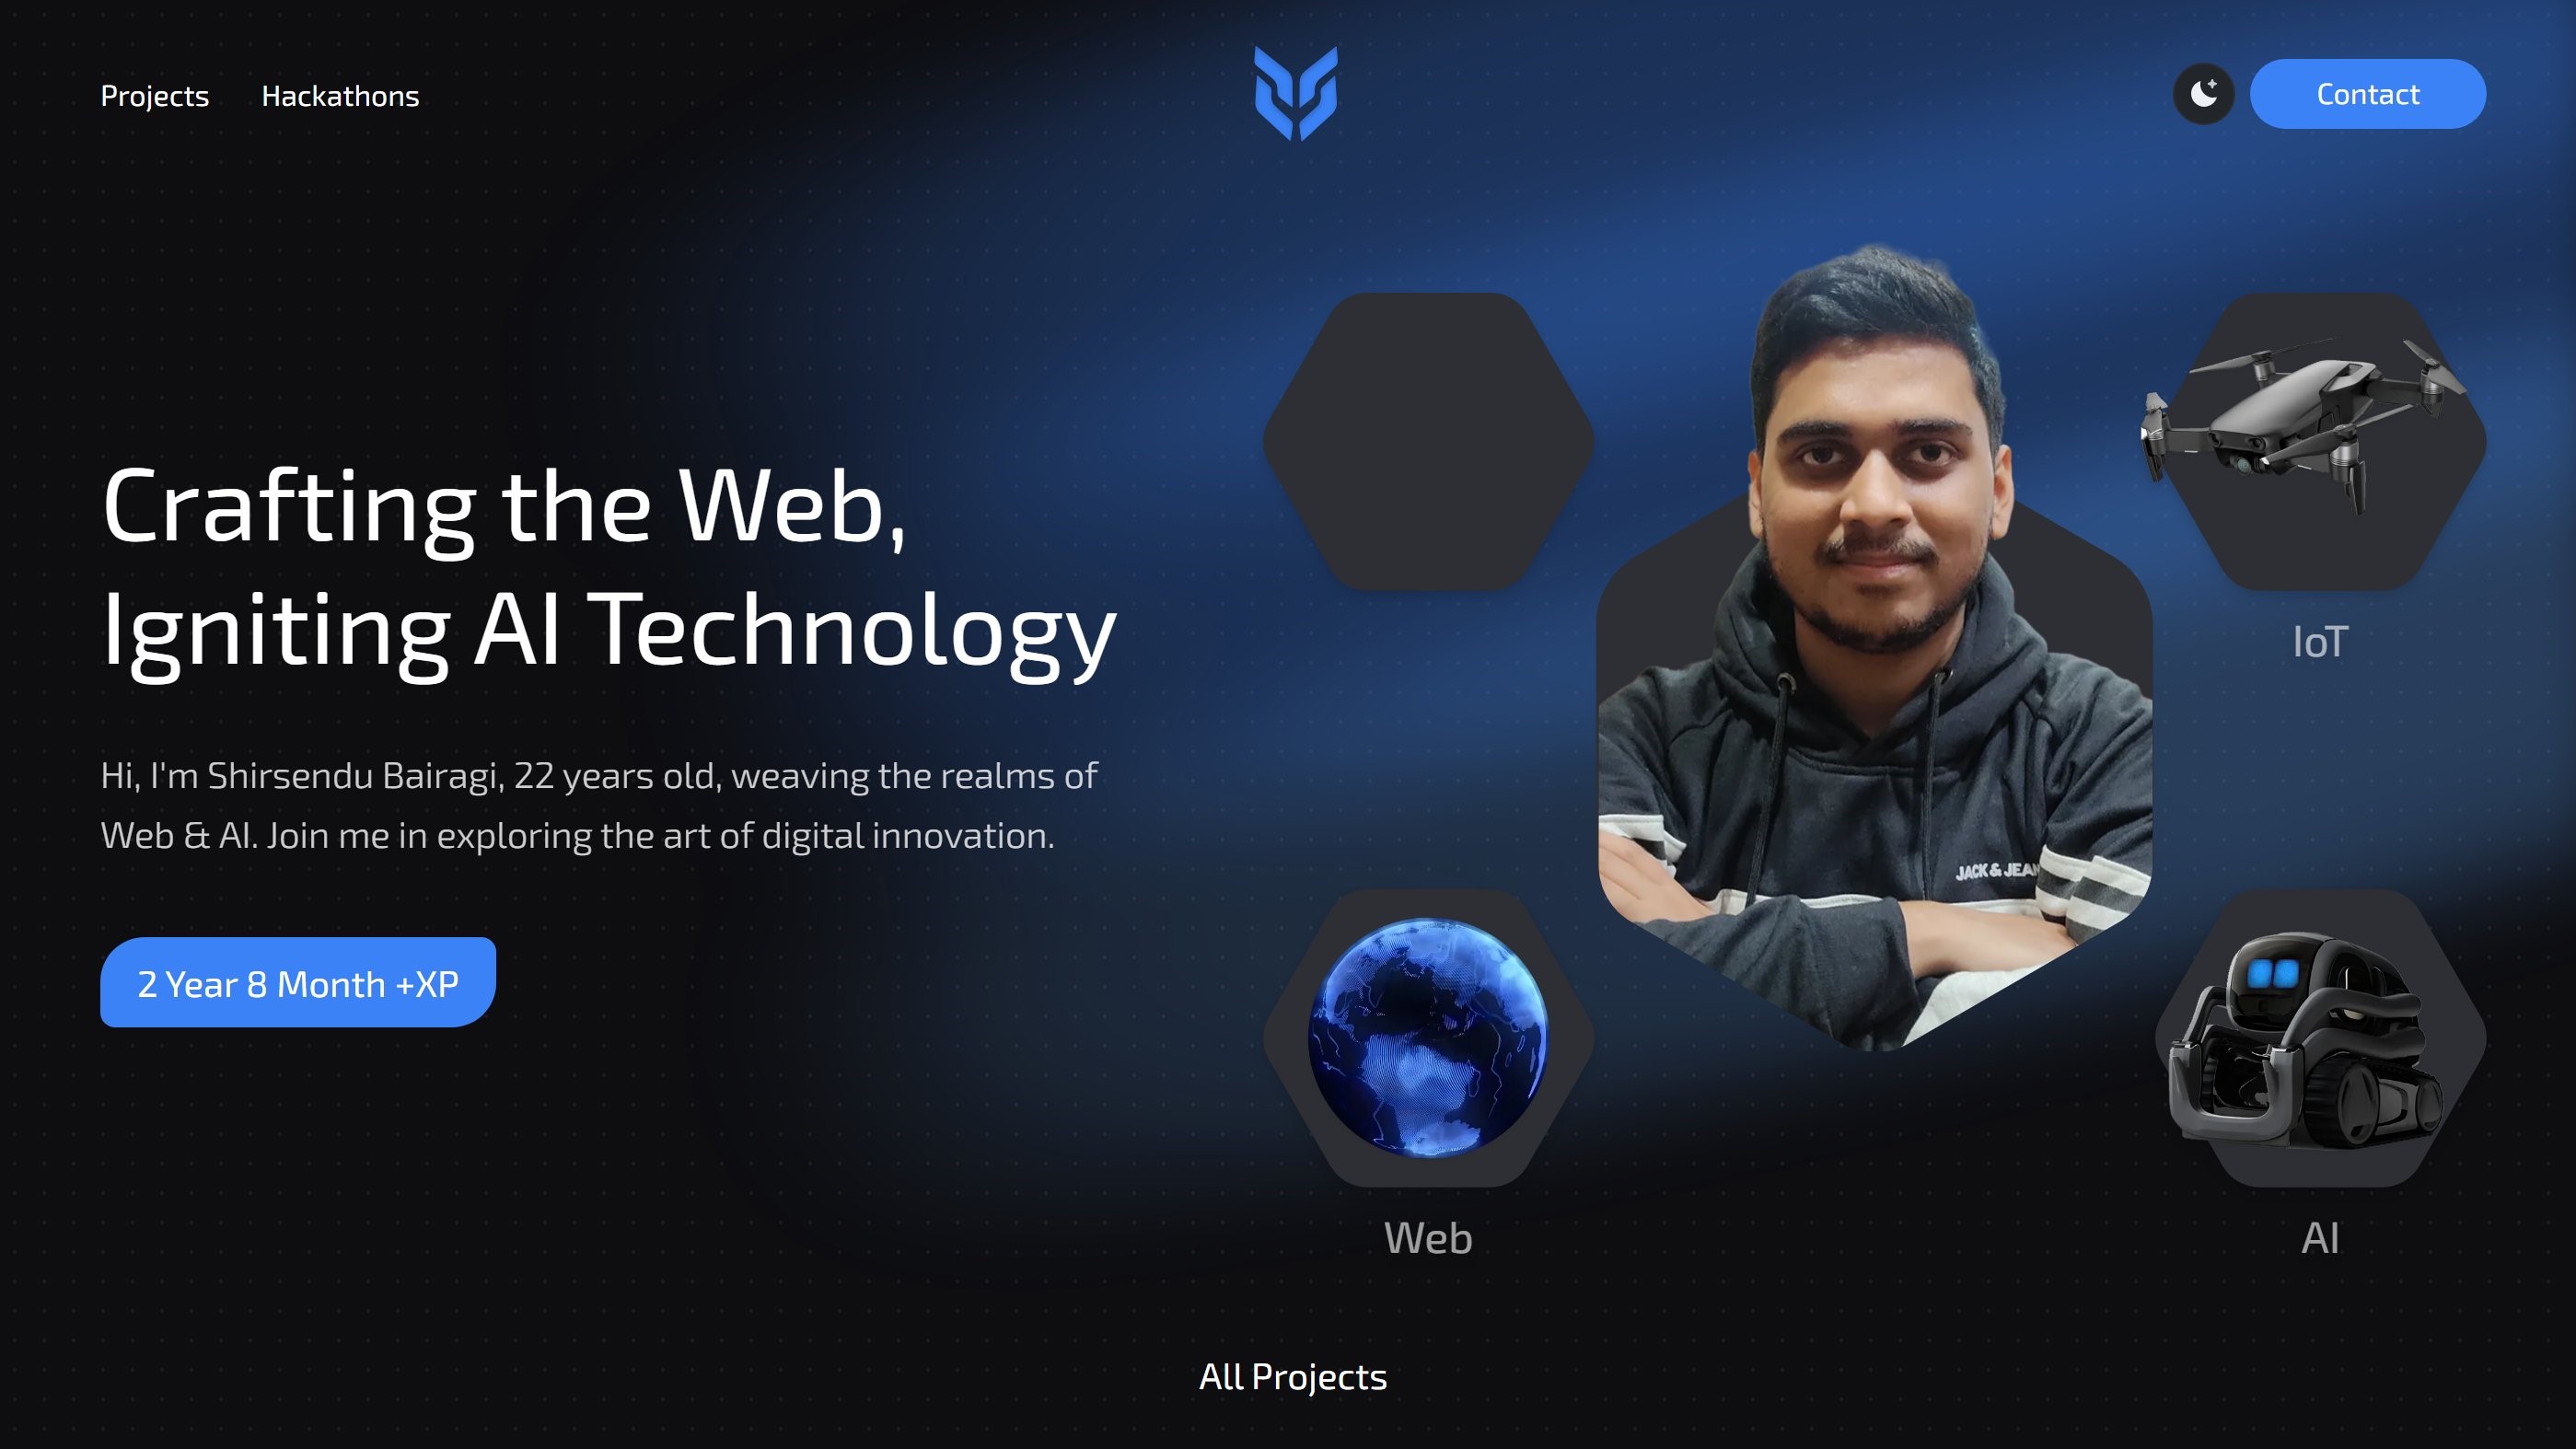 Projects
Hackathons
Contact
Crafting the Web,
Igniting AI Technology
Hi, I'm Shirsendu Bairagi, 22 years old, weaving the realms of
Web & AI. Join me in exploring the art of digital innovation.
2 Year 8 Month +XP
IoT
JACK & JEAN
Web
AI
All Projects